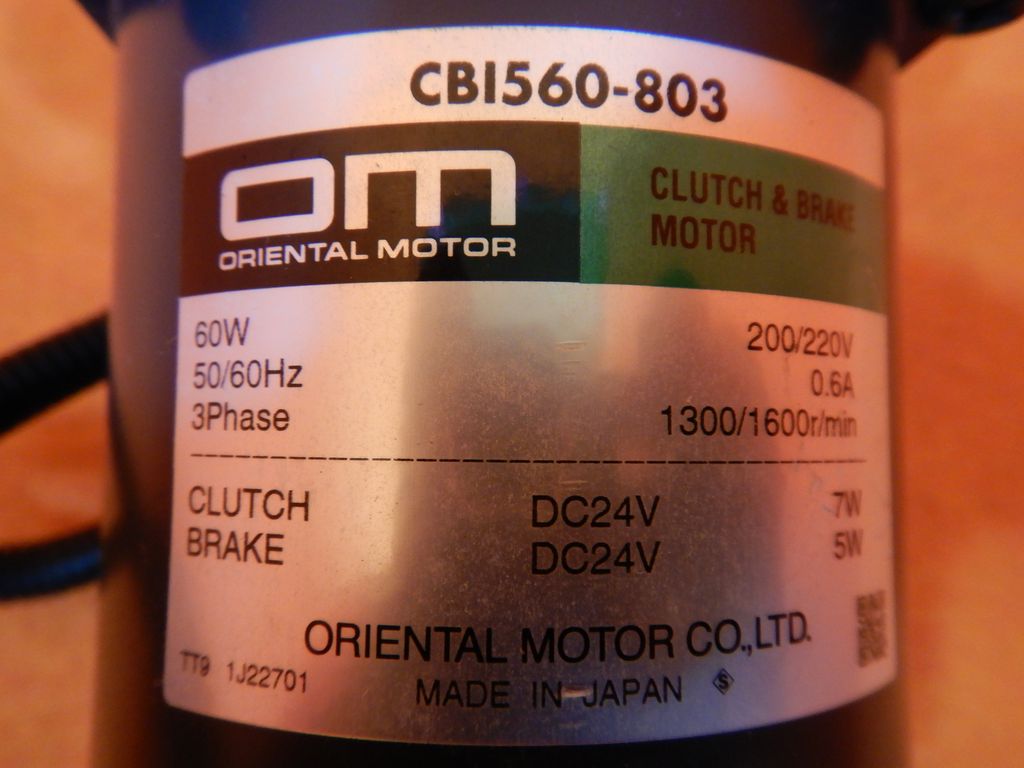 CBI560-803
OM
ORIENTAL MOTOR
CLUTCH & BRAKE
MOTOR
60W 200/220V
50/60Hz 0.6A
3Phase 1300/1600r/min
CLUTCH DC24V 7W
BRAKE DC24V 5W
ORIENTAL MOTOR CO.,LTD.
TT9 1J22701
MADE IN JAPAN S